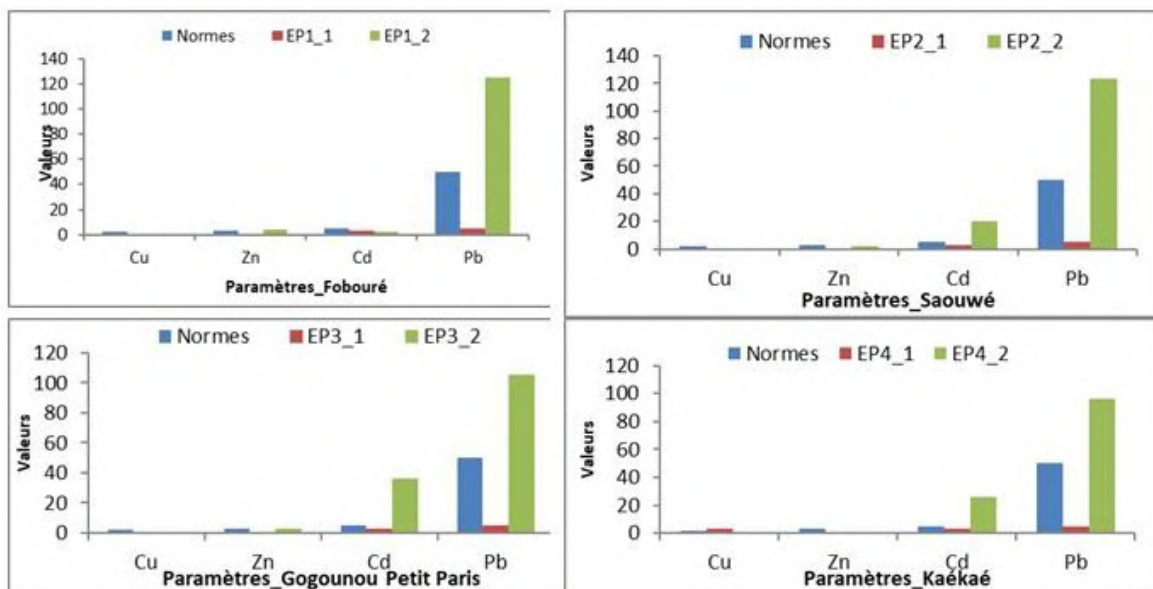 Normes EP1_1 EP1_2
Valeurs
140
120
100
80
60
40
20
0
Cu Zn Cd Pb
Paramètres_Fobouré
Normes EP2_1 EP2_2
Valeurs
140
120
100
80
60
40
20
0
Cu Zn Cd Pb
Paramètres_Saouwé
Normes EP3_1 EP3_2
Valeurs
120
100
80
60
40
20
0
Cu Zn Cd Pb
Paramètres_Gogounou Petit Paris
Normes EP4_1 EP4_2
Valeurs
120
100
80
60
40
20
0
Cu Zn Cd Pb
Paramètres_Kaékaé